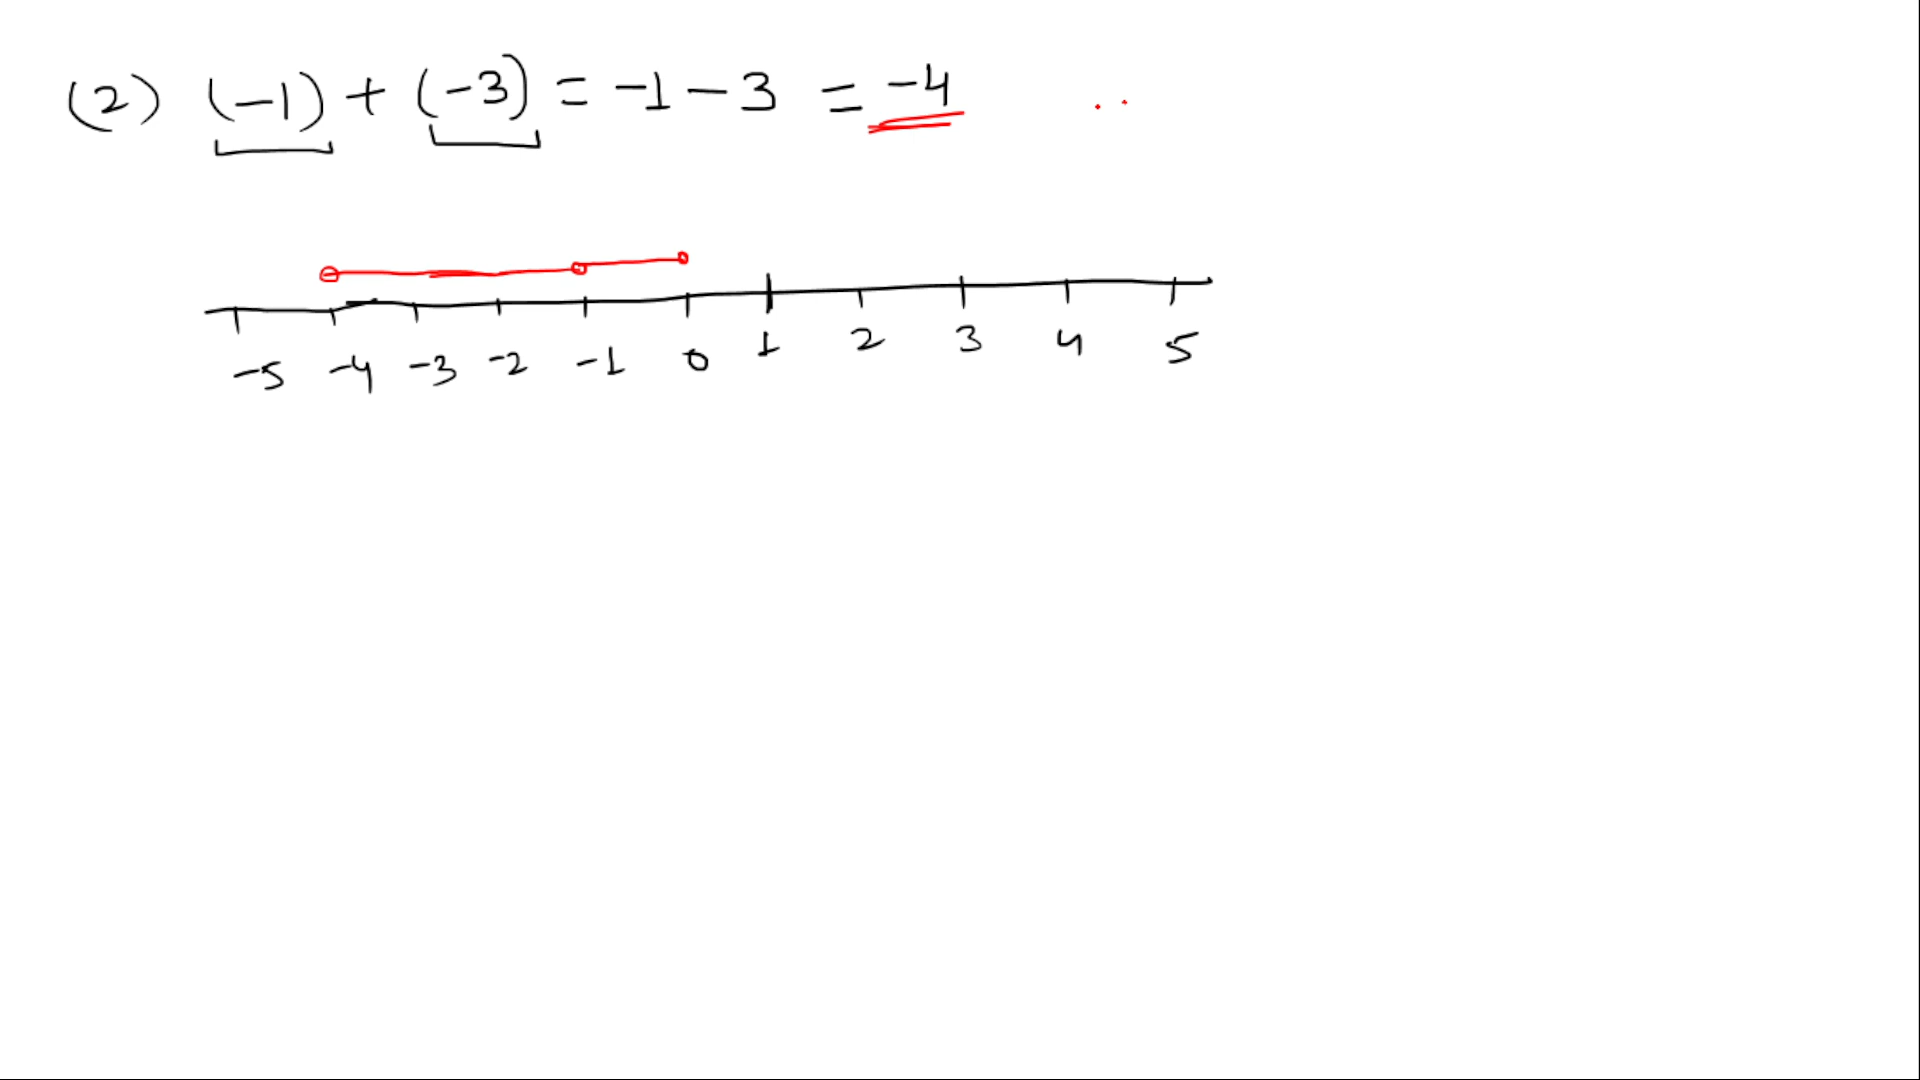 (2) (-1) + (-3) = -1 - 3 = -4
-5 -4 -3 -2 -1 0 1 2 3 4 5